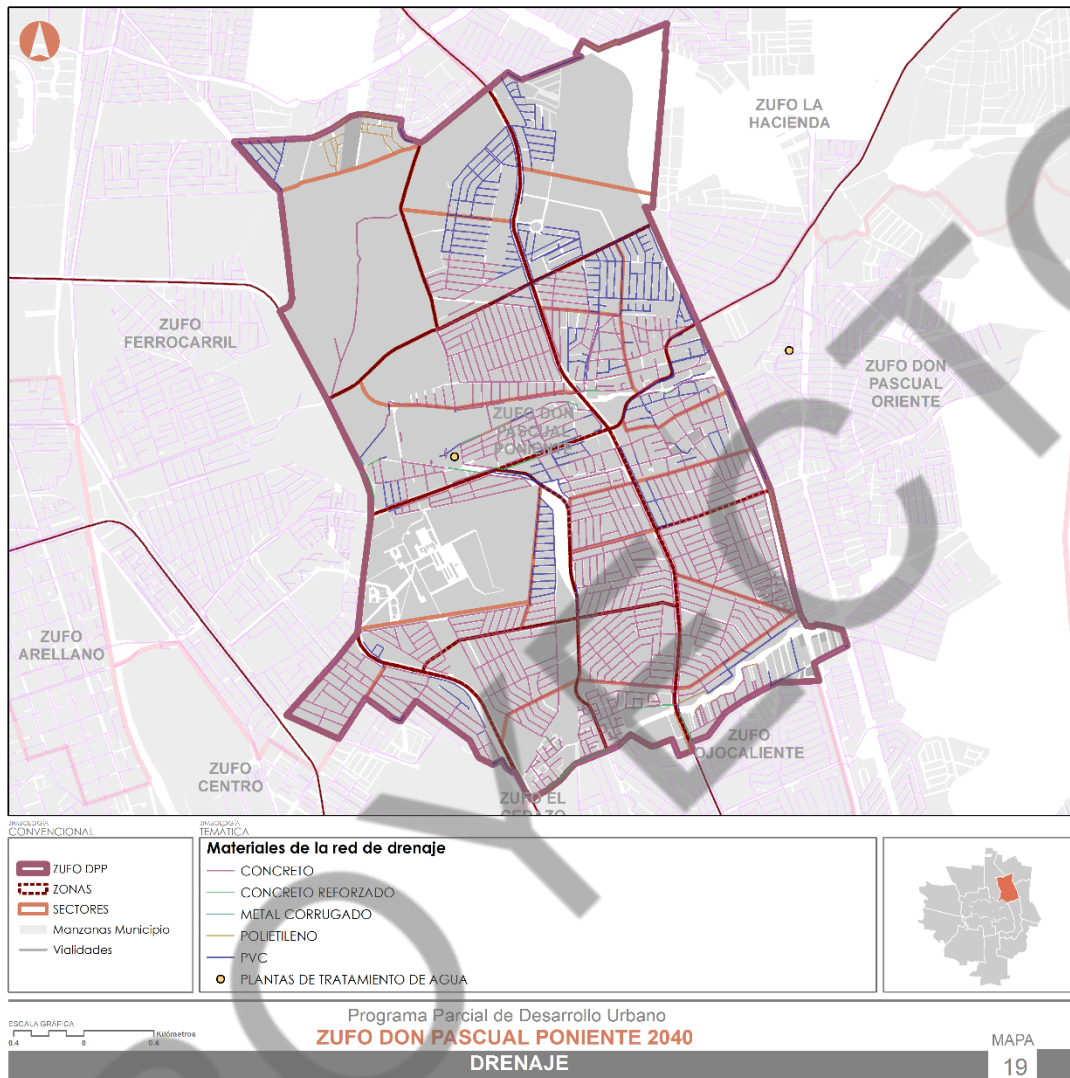 ZUFO LA
HACIENDA
ZUFO
FERROCARRIL
ZUFO DON
PASCUAL
ORIENTE
ZUFO DON
PASCUAL
PONIENTE
ZUFO
ARELLANO
ZUFO
CENTRO
ZUFO
OJOCALIENTE
ZUFO EL
CEDAZO
SIMBOLOGÍA
CONVENCIONAL
ZUFO DPP
ZONAS
SECTORES
Manzanas Municipio
Vialidades
SIMBOLOGÍA
TEMÁTICA
Materiales de la red de drenaje
CONCRETO
CONCRETO REFORZADO
METAL CORRUGADO
POLIETILENO
PVC
PLANTAS DE TRATAMIENTO DE AGUA
ESCALA GRÁFICA
0.4 0 0.4 Kilómetros
Programa Parcial de Desarrollo Urbano
ZUFO DON PASCUAL PONIENTE 2040
DRENAJE
MAPA
19
OYECTO